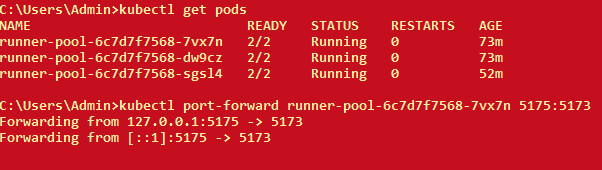 C:\Users\Admin>kubectl get pods
NAME READY STATUS RESTARTS AGE
runner-pool-6c7d7f7568-7vx7n 2/2 Running 0 73m
runner-pool-6c7d7f7568-dw9cz 2/2 Running 0 73m
runner-pool-6c7d7f7568-sgsl4 2/2 Running 0 52m
C:\Users\Admin>kubectl port-forward runner-pool-6c7d7f7568-7vx7n 5175:5173
Forwarding from 127.0.0.1:5175 -> 5173
Forwarding from [::1]:5175 -> 5173